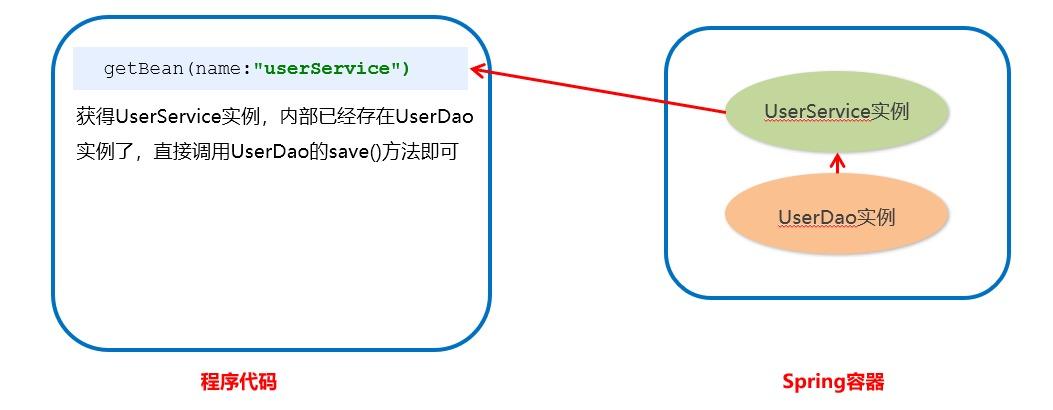 getBean(name:"userService")
获得UserService实例，内部已经存在UserDao
实例了，直接调用UserDao的save()方法即可
UserService实例
UserDao实例
程序代码
Spring容器